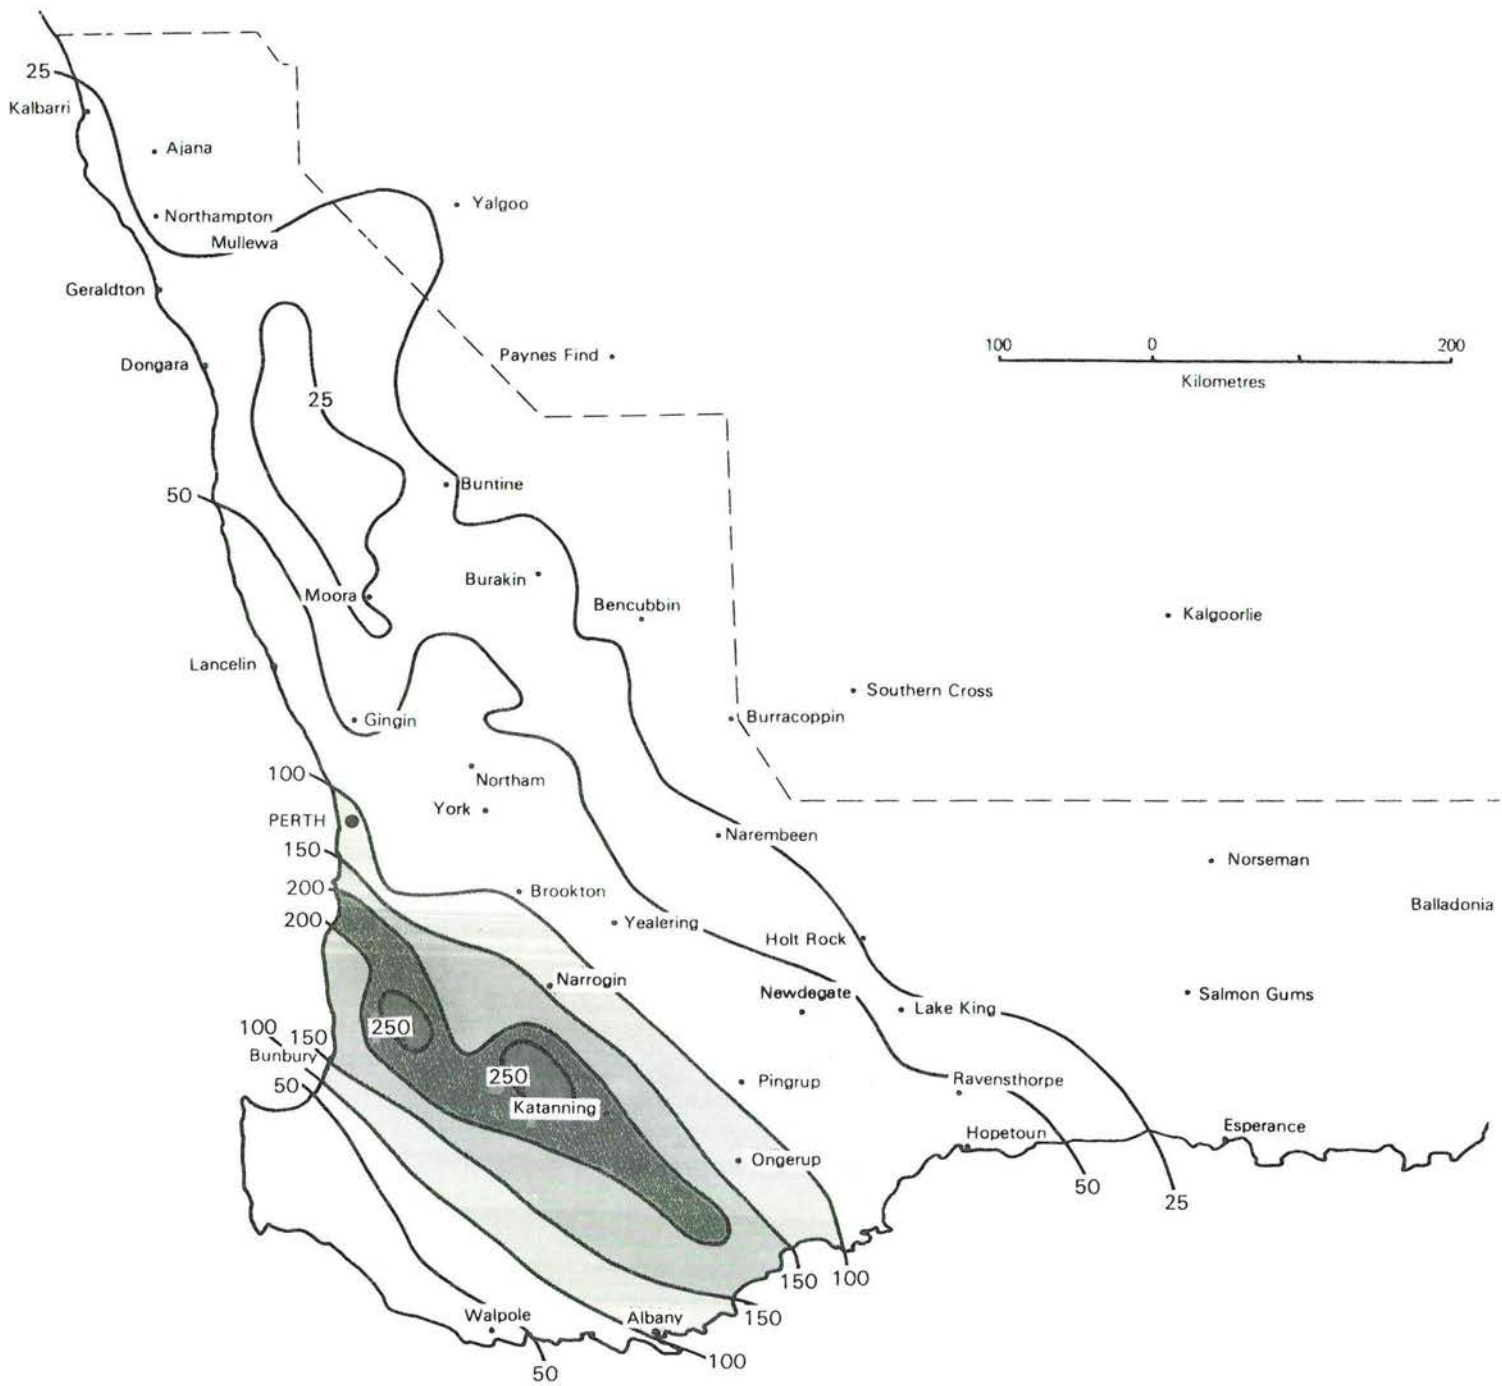 25
Kalbarri
Ajana
Northampton
Mullewa
Yalgoo
Geraldton
Dongara
Paynes Find
100 0 200
Kilometres
25
50
Buntine
Burakin
Moora
Bencubbin
Kalgoorlie
Lancelin
Southern Cross
Gingin
Burracoppin
100
Northam
York
PERTH
Narembeen
150
Norseman
200
Brookton
Balladonia
200
Yealering
Holt Rock
Narrogin
Newdegate
Salmon Gums
Lake King
250
100 150
Bunbury
50
250
Katanning
Pingrup
Ravensthorpe
Hopetoun
Esperance
Ongerup
50
25
150 100
Walpole
Albany
150
100
50